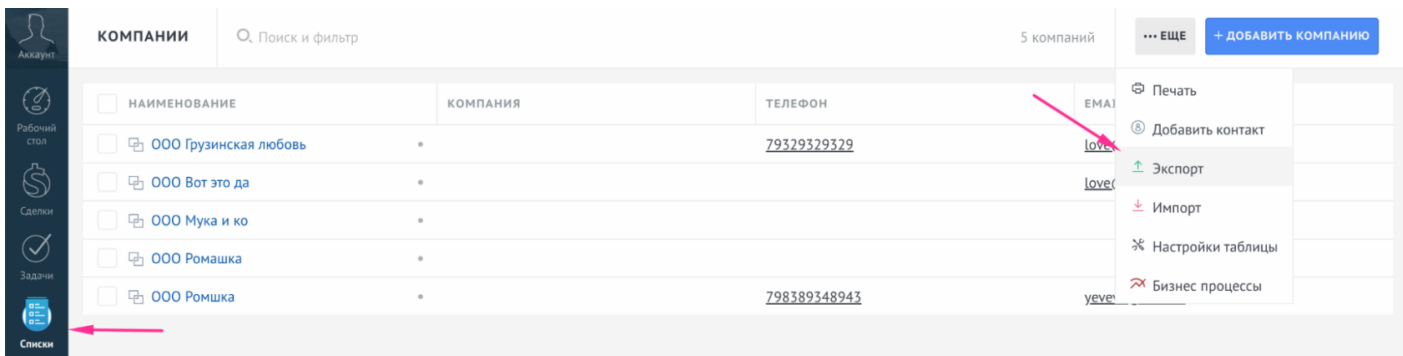 Аккаунт
Рабочий
стол
Сделки
Задачи
Списки
КОМПАНИИ Поиск и фильтр 5 компаний ••• ЕЩЕ + ДОБАВИТЬ КОМПАНИЮ
НАИМЕНОВАНИЕ КОМПАНИЯ ТЕЛЕФОН
ООО Грузинская любовь 79329329329
ООО Вот это да
ООО Мука и ко
ООО Ромашка
ООО Ромшка 798389348943
Печать
Добавить контакт
Экспорт
Импорт
Настройки таблицы
Бизнес процессы